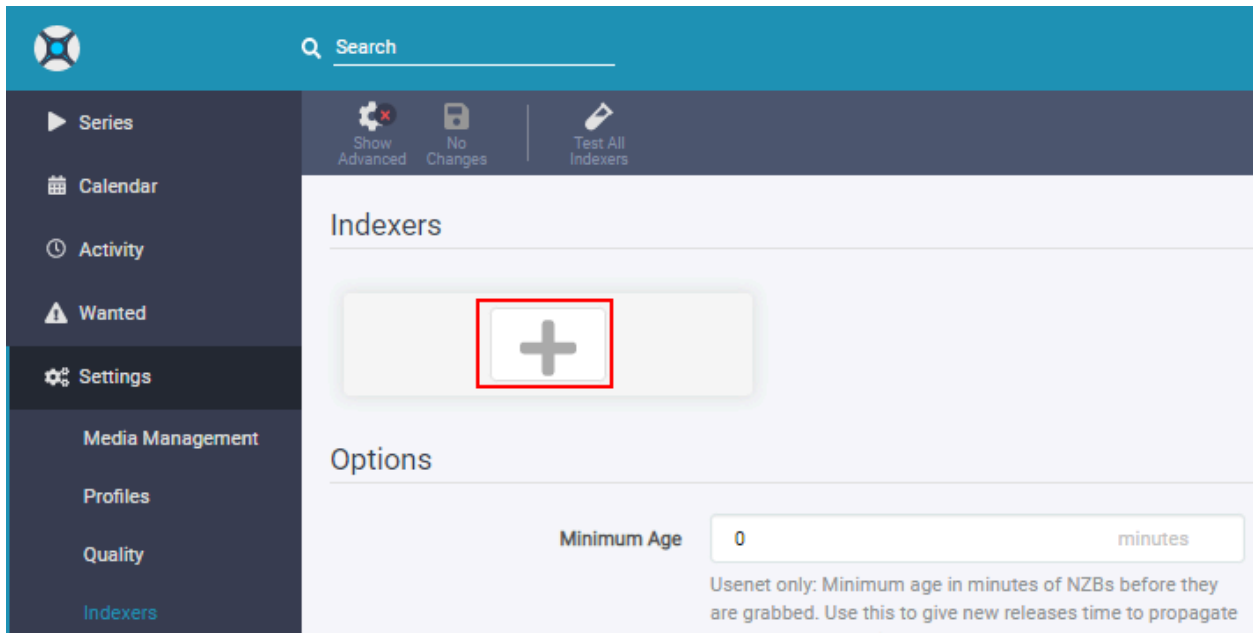 Search
Series
Calendar
Activity
Wanted
Settings
Media Management
Profiles
Quality
Indexers
Show
Advanced
No
Changes
Test All
Indexers
Indexers
Options
Minimum Age
0
minutes
Usenet only: Minimum age in minutes of NZBs before they
are grabbed. Use this to give new releases time to propagate